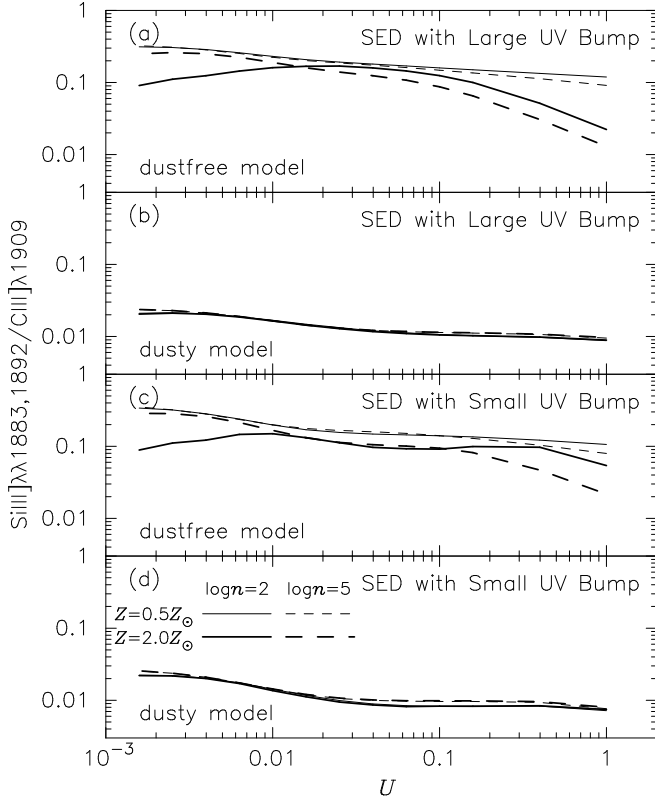 1
(a)
SED with Large UV Bump
0.1
0.01
dustfree model
1
(b)
SED with Large UV Bump
0.1
0.01
dusty model
1
(c)
SED with Small UV Bump
0.1
0.01
dustfree model
1
(d)
SED with Small UV Bump
logn=2 logn=5
Z=0.5Z⊙
0.1
Z=2.0Z⊙
0.01
dusty model
10⁻³ 0.01 0.1 1
U
SiIII]λλ1883,1892/CIII]λ1909